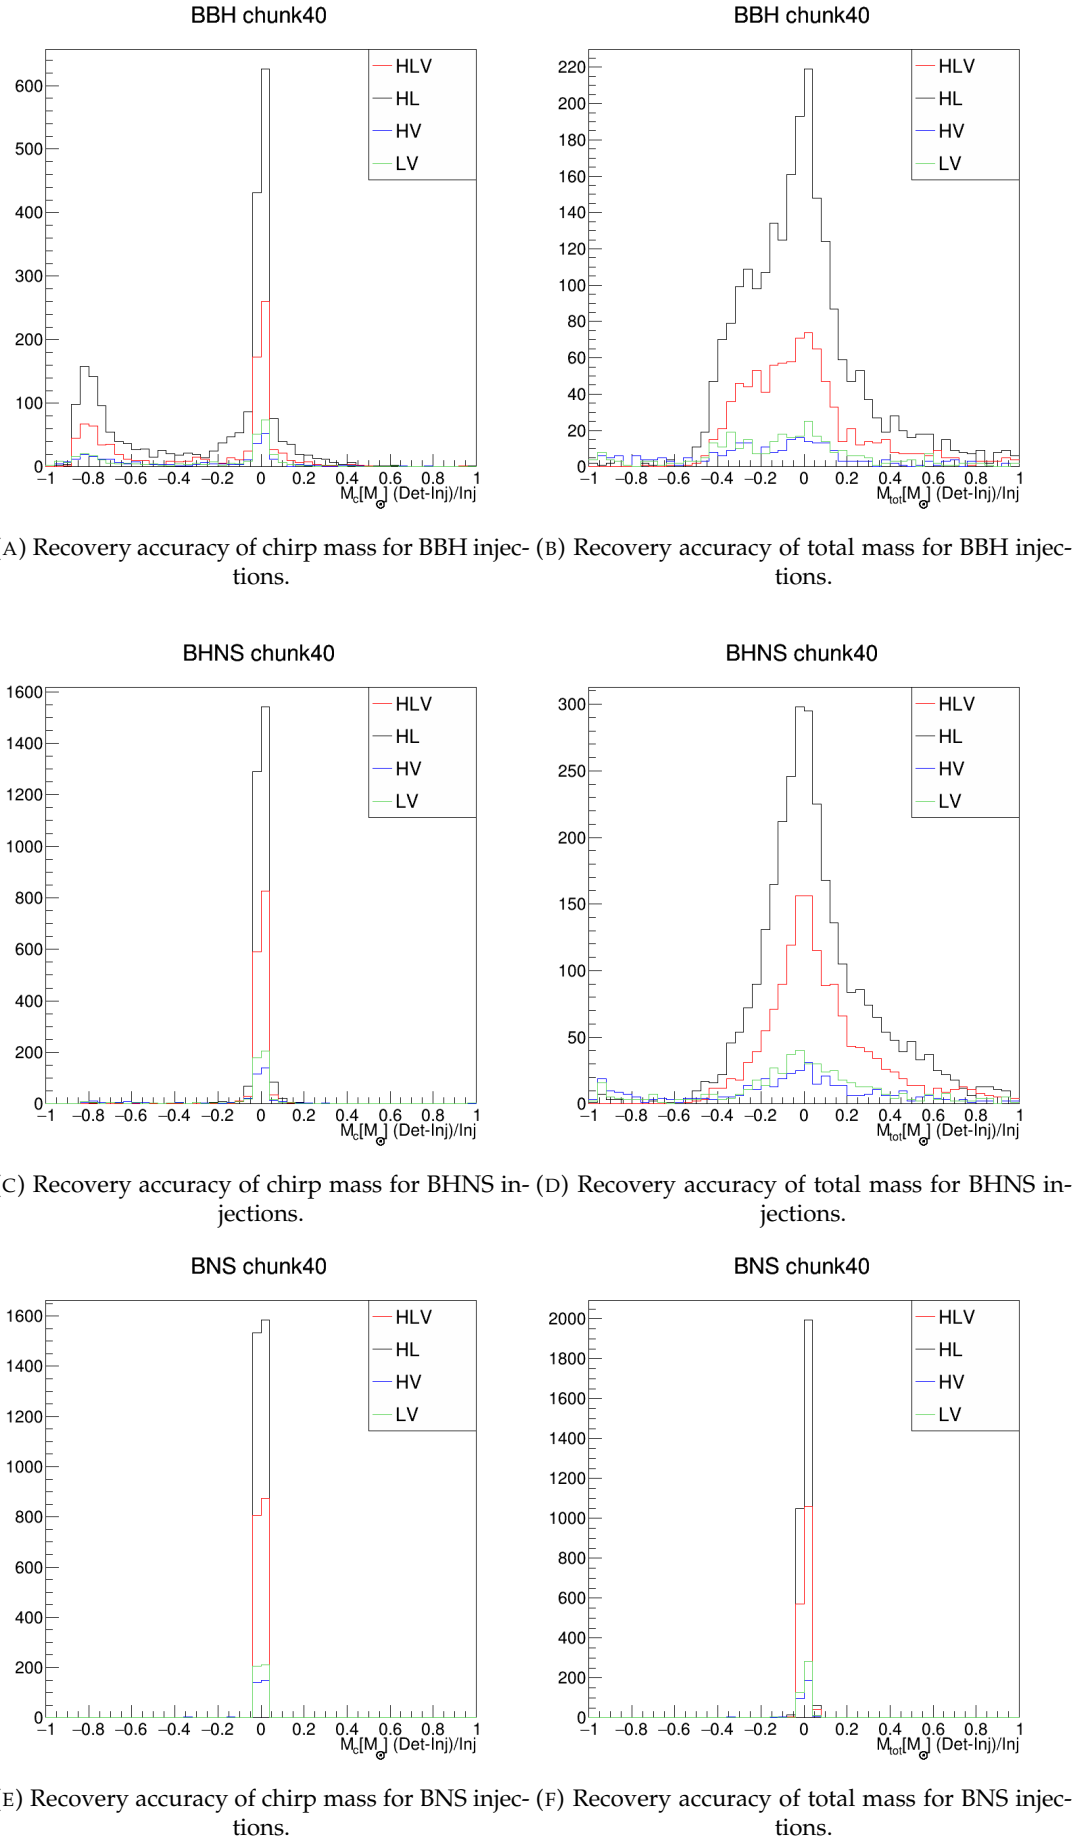 BBH chunk40
HLV
HL
HV
LV
600
500
400
300
200
100
0
−1 −0.8 −0.6 −0.4 −0.2 0 0.2 0.4 0.6 0.8 1
M_c[M_⊙] (Det-Inj)/Inj
(A) Recovery accuracy of chirp mass for BBH injec-
tions.
BBH chunk40
HLV
HL
HV
LV
220
200
180
160
140
120
100
80
60
40
20
0
−1 −0.8 −0.6 −0.4 −0.2 0 0.2 0.4 0.6 0.8 1
M_tot[M_⊙] (Det-Inj)/Inj
(B) Recovery accuracy of total mass for BBH injec-
tions.
BHNS chunk40
HLV
HL
HV
LV
1600
1400
1200
1000
800
600
400
200
0
−1 −0.8 −0.6 −0.4 −0.2 0 0.2 0.4 0.6 0.8 1
M_c[M_⊙] (Det-Inj)/Inj
(C) Recovery accuracy of chirp mass for BHNS in-
jections.
BHNS chunk40
HLV
HL
HV
LV
300
250
200
150
100
50
0
−1 −0.8 −0.6 −0.4 −0.2 0 0.2 0.4 0.6 0.8 1
M_tot[M_⊙] (Det-Inj)/Inj
(D) Recovery accuracy of total mass for BHNS in-
jections.
BNS chunk40
HLV
HL
HV
LV
1600
1400
1200
1000
800
600
400
200
0
−1 −0.8 −0.6 −0.4 −0.2 0 0.2 0.4 0.6 0.8 1
M_c[M_⊙] (Det-Inj)/Inj
(E) Recovery accuracy of chirp mass for BNS injec-
tions.
BNS chunk40
HLV
HL
HV
LV
2000
1800
1600
1400
1200
1000
800
600
400
200
0
−1 −0.8 −0.6 −0.4 −0.2 0 0.2 0.4 0.6 0.8 1
M_tot[M_⊙] (Det-Inj)/Inj
(F) Recovery accuracy of total mass for BNS injec-
tions.